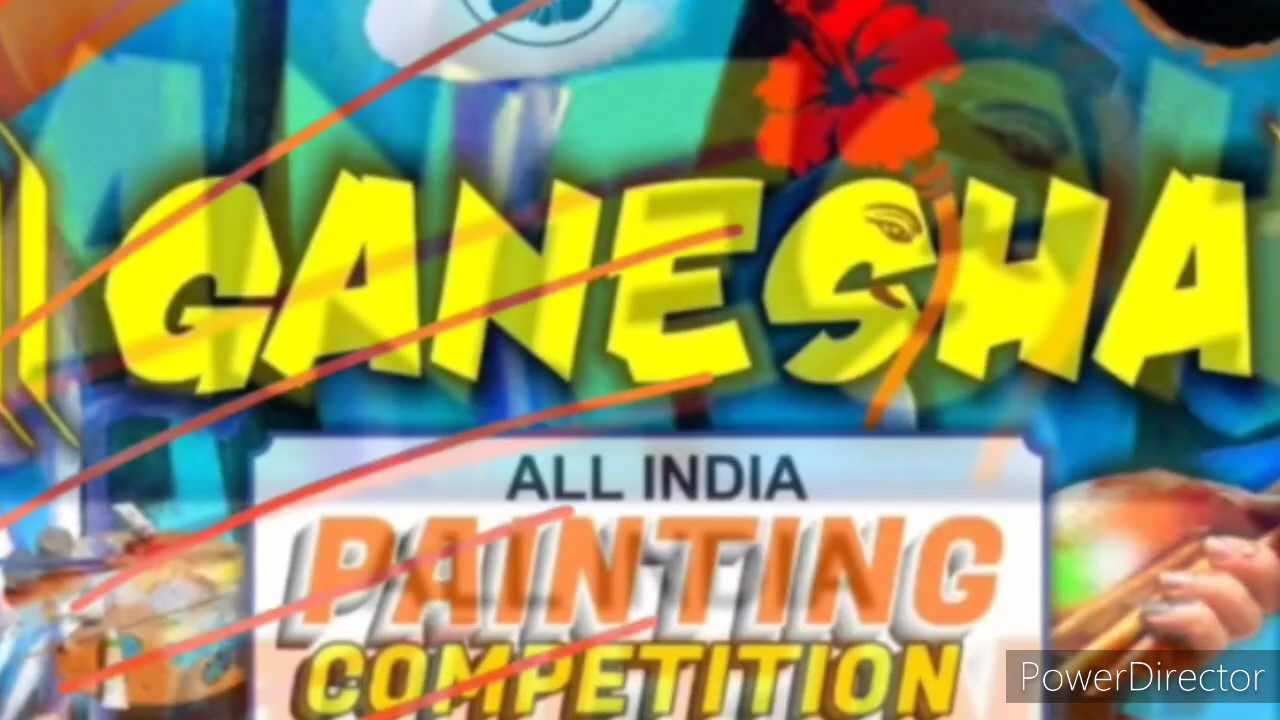 GANESHA
ALL INDIA
PAINTING
COMPETITION
PowerDirector